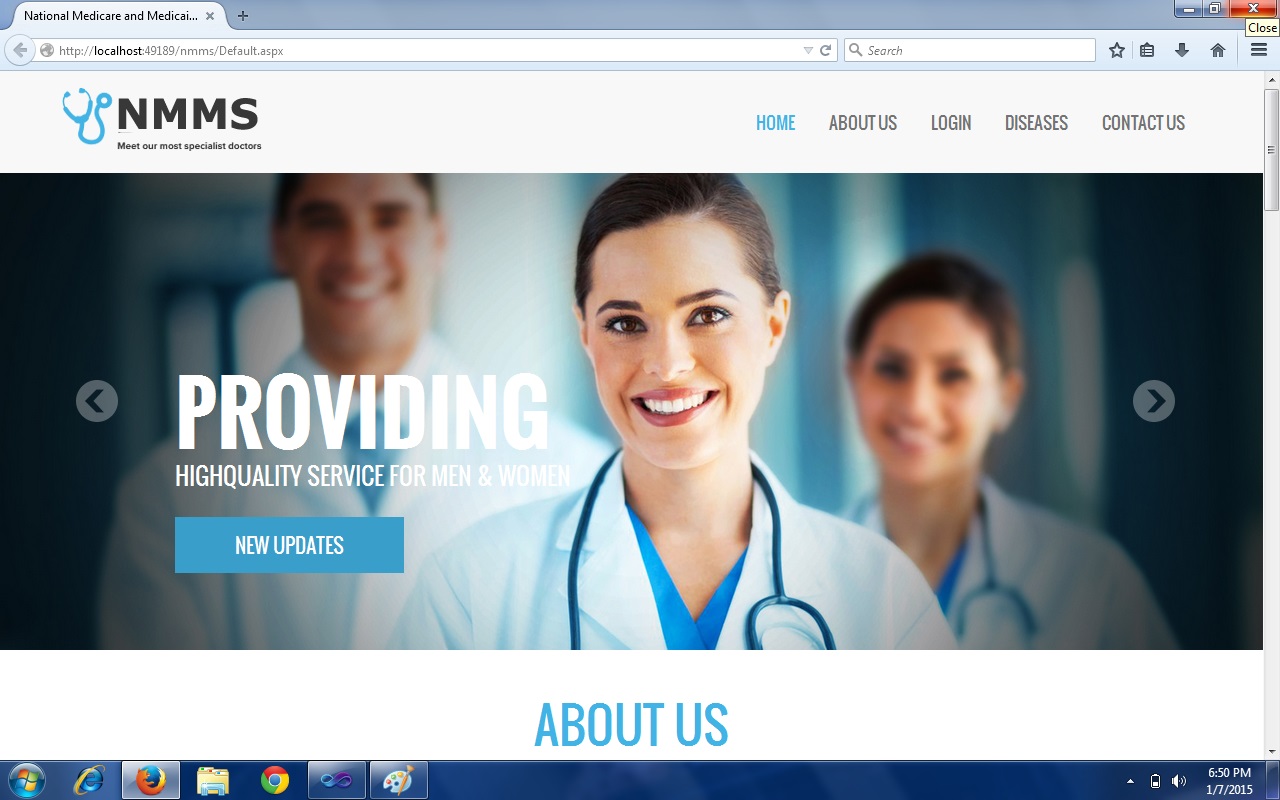 National Medicare and Medicai...
Close
http://localhost:49189/nmms/Default.aspx
Search
NMMS
Meet our most specialist doctors
HOME ABOUT US LOGIN DISEASES CONTACT US
PROVIDING
HIGHQUALITY SERVICE FOR MEN & WOMEN
NEW UPDATES
ABOUT US
6:50 PM
1/7/2015